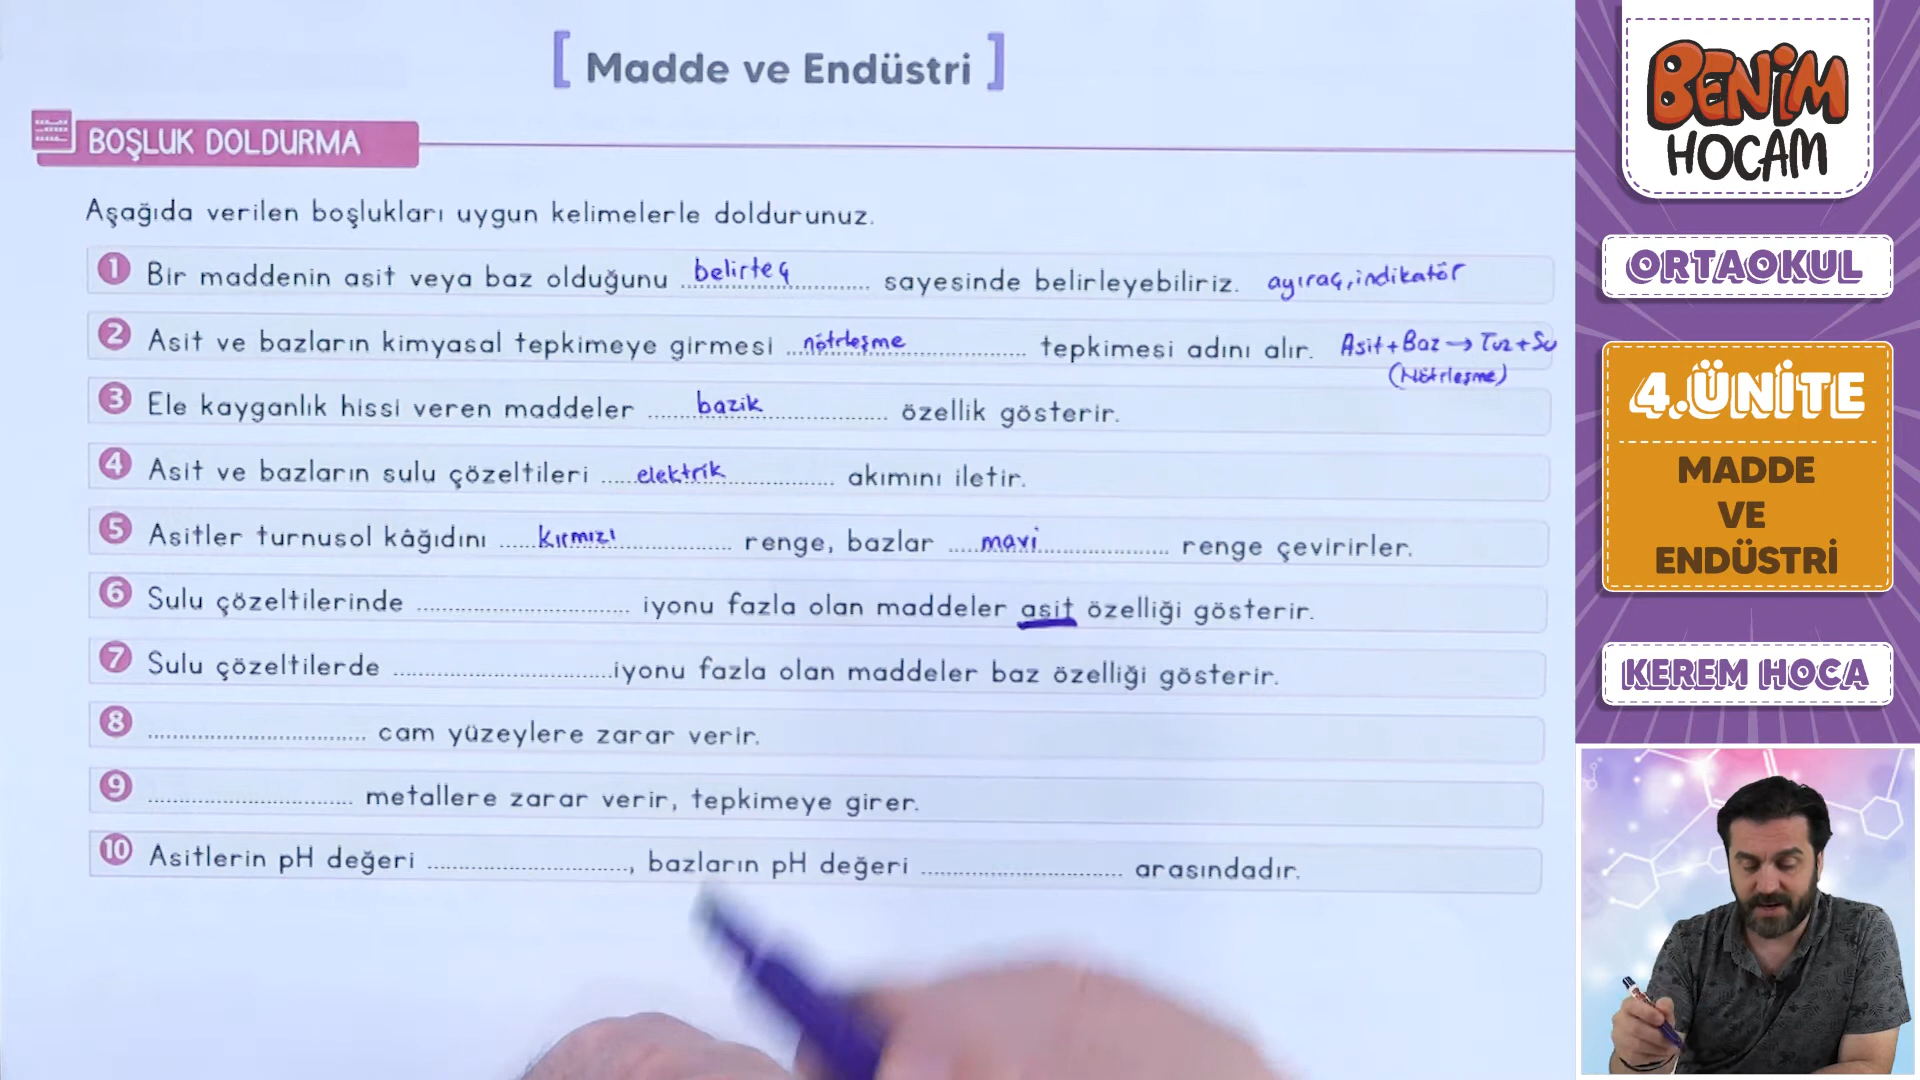 [ Madde ve Endüstri ]
BOŞLUK DOLDURMA
Aşağıda verilen boşlukları uygun kelimelerle doldurunuz.
1 Bir maddenin asit veya baz olduğunu belirteç sayesinde belirleyebiliriz. ayıraç, indikatör
2 Asit ve bazların kimyasal tepkimeye girmesi nötrleşme tepkimesi adını alır. Asit+Baz→Tuz+Su
(Nötrleşme)
3 Ele kayganlık hissi veren maddeler bazik özellik gösterir.
4 Asit ve bazların sulu çözeltileri elektrik akımını iletir.
5 Asitler turnusol kâğıdını kırmızı renge, bazlar mavi renge çevirirler.
6 Sulu çözeltilerinde ........ iyonu fazla olan maddeler asit özelliği gösterir.
7 Sulu çözeltilerde ........ iyonu fazla olan maddeler baz özelliği gösterir.
8 ........ cam yüzeylere zarar verir.
9 ........ metallere zarar verir, tepkimeye girer.
10 Asitlerin pH değeri ........, bazların pH değeri ........ arasındadır.
BENİM
HOCAM
ORTAOKUL
4.ÜNİTE
MADDE
VE
ENDÜSTRİ
KEREM HOCA